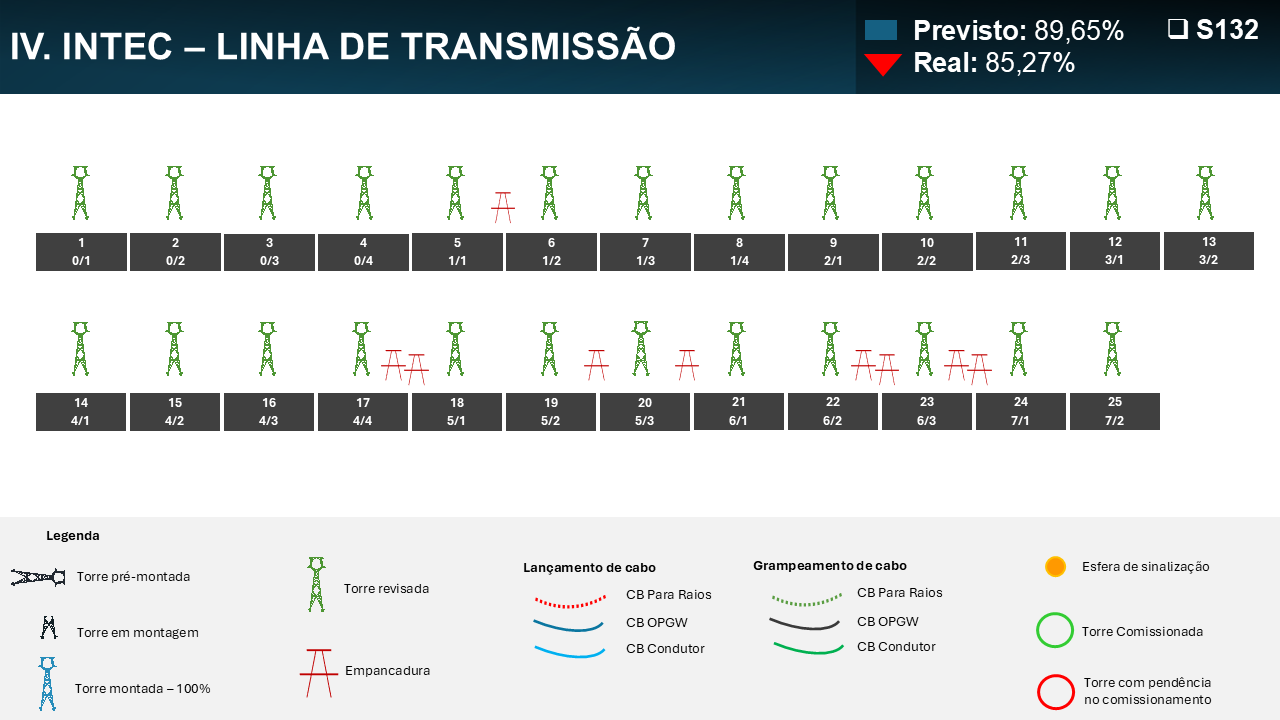 IV. INTEC – LINHA DE TRANSMISSÃO
Previsto: 89,65%
❑ S132
Real: 85,27%
1 2 3 4 5 6 7 8 9 10 11 12 13
0/1 0/2 0/3 0/4 1/1 1/2 1/3 1/4 2/1 2/2 2/3 3/1 3/2
14 15 16 17 18 19 20 21 22 23 24 25
4/1 4/2 4/3 4/4 5/1 5/2 5/3 6/1 6/2 6/3 7/1 7/2
Legenda
Torre pré-montada
Torre em montagem
Torre montada – 100%
Torre revisada
Empancadura
Lançamento de cabo
CB Para Raios
CB OPGW
CB Condutor
Grampeamento de cabo
CB Para Raios
CB OPGW
CB Condutor
Esfera de sinalização
Torre Comissionada
Torre com pendência
no comissionamento